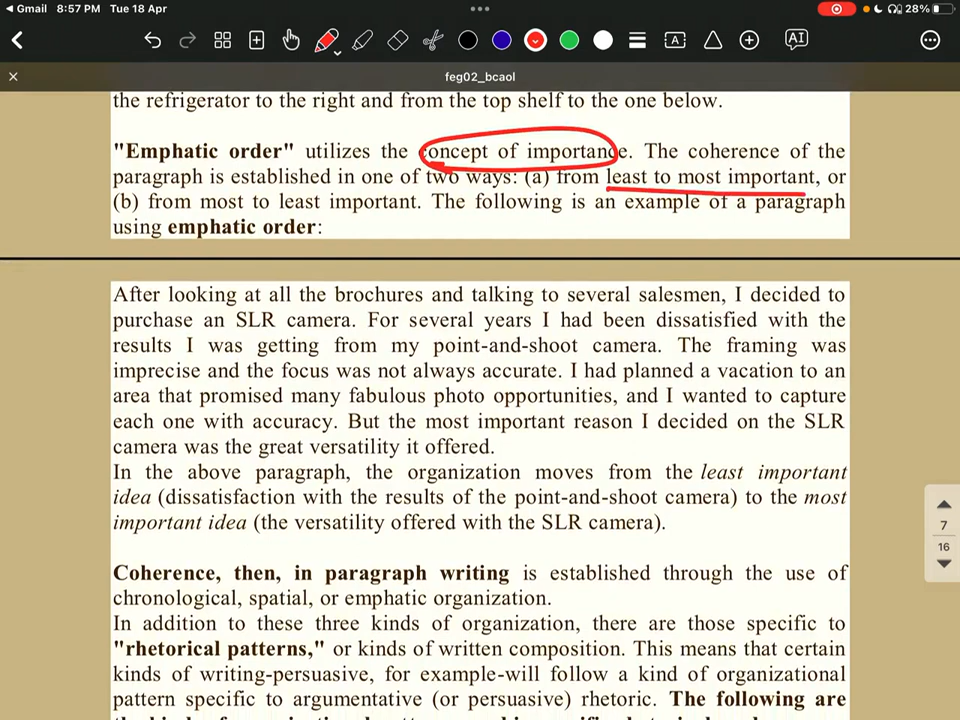 Gmail 8:57 PM Tue 18 Apr 28%
A AI
feg02_bcaol
the refrigerator to the right and from the top shelf to the one below.
"Emphatic order" utilizes the concept of importance. The coherence of the
paragraph is established in one of two ways: (a) from least to most important, or
(b) from most to least important. The following is an example of a paragraph
using emphatic order:
After looking at all the brochures and talking to several salesmen, I decided to
purchase an SLR camera. For several years I had been dissatisfied with the
results I was getting from my point-and-shoot camera. The framing was
imprecise and the focus was not always accurate. I had planned a vacation to an
area that promised many fabulous photo opportunities, and I wanted to capture
each one with accuracy. But the most important reason I decided on the SLR
camera was the great versatility it offered.
In the above paragraph, the organization moves from the least important
idea (dissatisfaction with the results of the point-and-shoot camera) to the most
important idea (the versatility offered with the SLR camera).
7
16
Coherence, then, in paragraph writing is established through the use of
chronological, spatial, or emphatic organization.
In addition to these three kinds of organization, there are those specific to
"rhetorical patterns," or kinds of written composition. This means that certain
kinds of writing-persuasive, for example-will follow a kind of organizational
pattern specific to argumentative (or persuasive) rhetoric. The following are